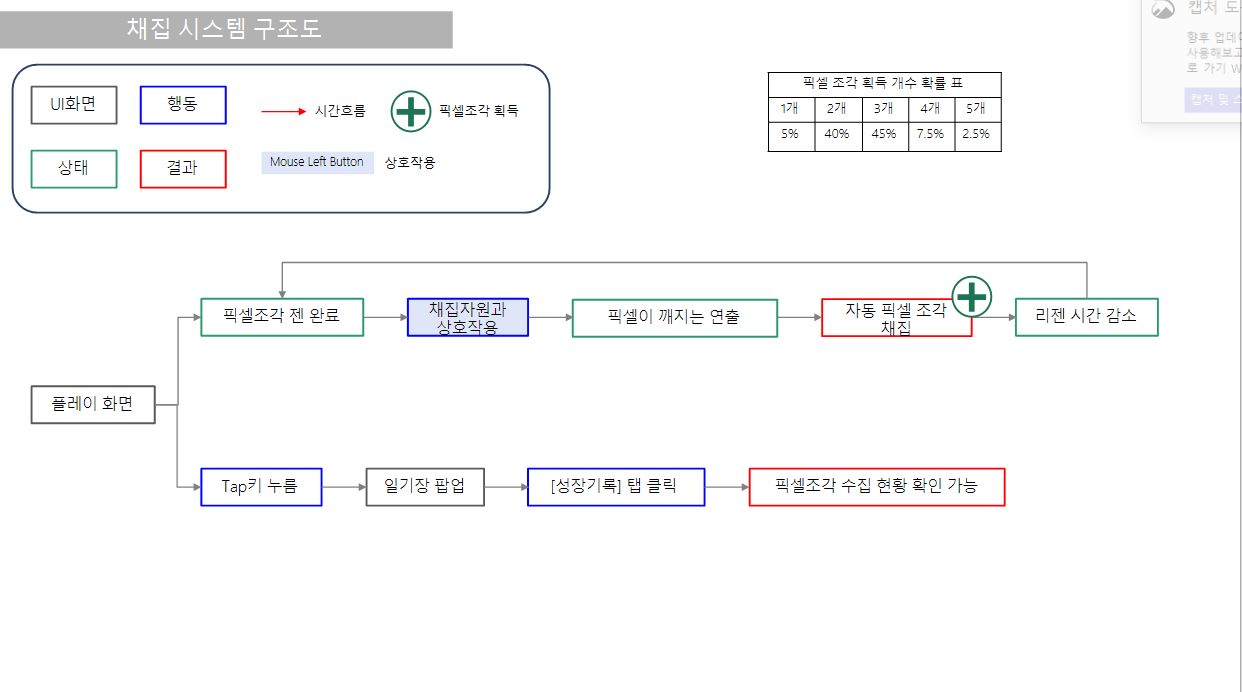 채집 시스템 구조도
UI화면
행동
시간흐름
픽셀조각 획득
상태
결과
Mouse Left Button
상호작용
픽셀 조각 획득 개수 확률 표
1개 2개 3개 4개 5개
5% 40% 45% 7.5% 2.5%
캡처 도
향후 업데이
사용해보고
로 가기 W
캡처 및 스
픽셀조각 젠 완료
채집자원과
상호작용
픽셀이 깨지는 연출
자동 픽셀 조각
채집
리젠 시간 감소
플레이 화면
Tap키 누름
일기장 팝업
[성장기록] 탭 클릭
픽셀조각 수집 현황 확인 가능